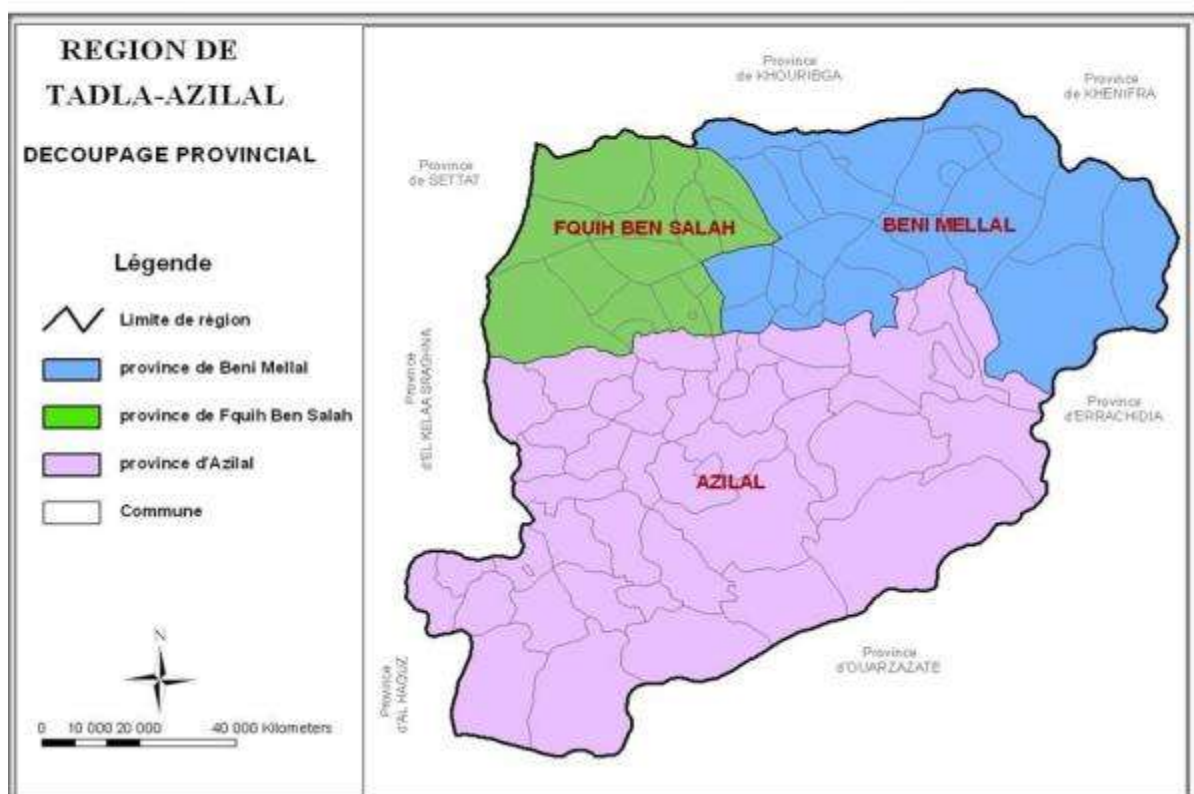 REGION DE
TADLA-AZILAL
DECOUPAGE PROVINCIAL
Légende
Limite de règion
province de Beni Mellal
province de Fquih Ben Salah
province d'Azilal
Commune
N
0 10 000 20 000 40 000 Kilometers
Province
de KHOURIBGA
Province
de KHENIFRA
Province
de SETTAT
FQUIH BEN SALAH
BENI MELLAL
Province
d'EL KELAA SRAGHNA
Province
d'ERRACHIDIA
AZILAL
Province
d'OUARZAZATE
Province
d'AL HAOUZ